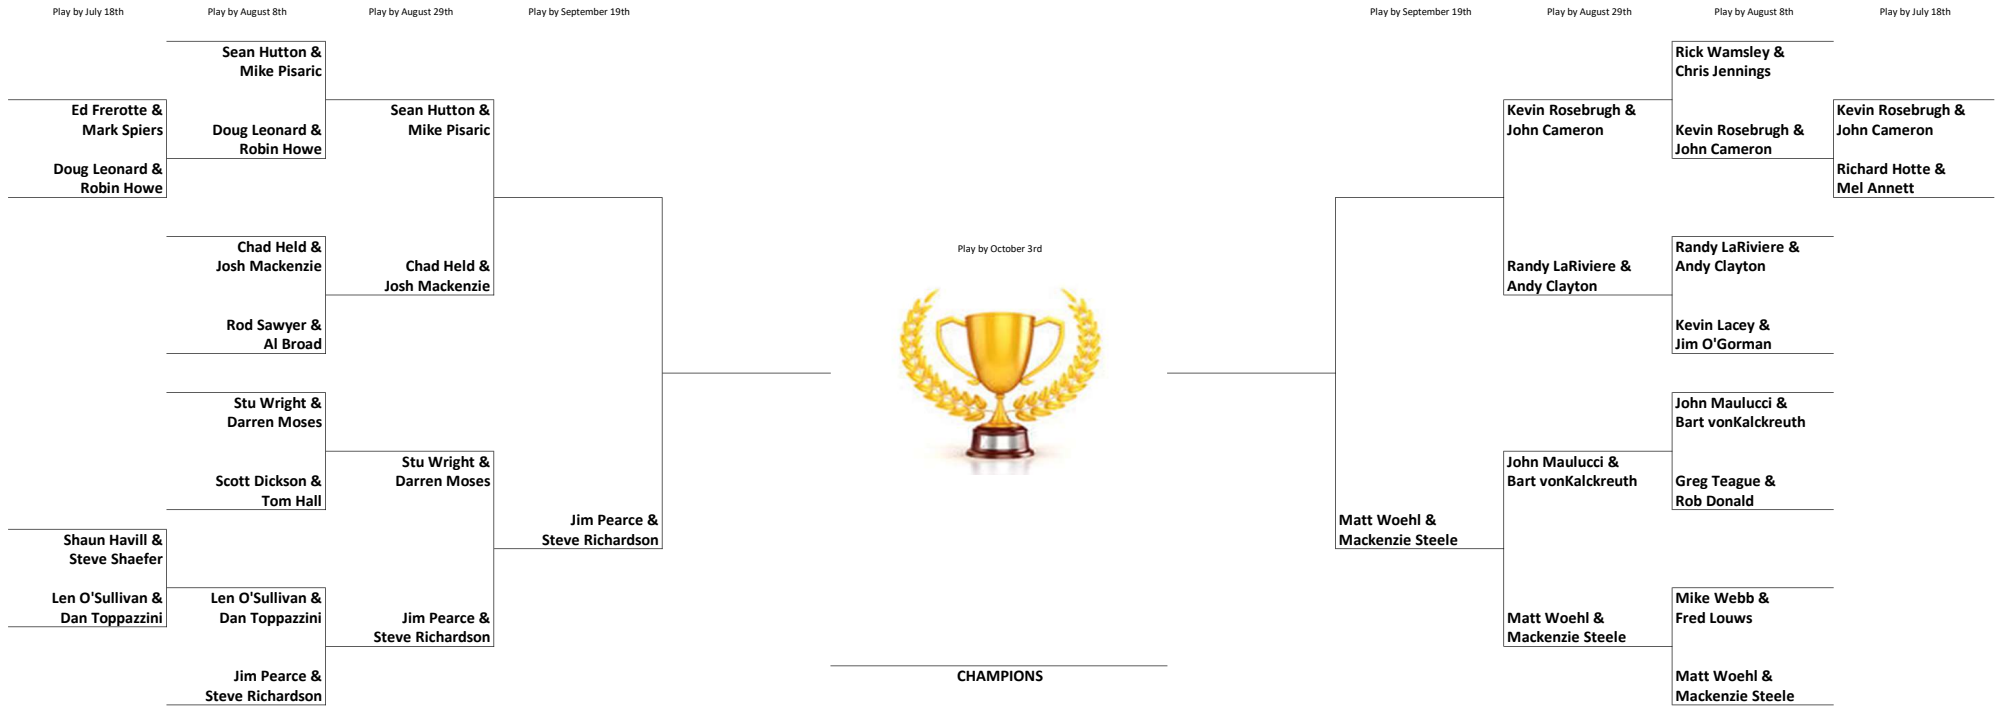 Play by July 18th
Play by August 8th
Play by August 29th
Play by September 19th
Play by September 19th
Play by August 29th
Play by August 8th
Play by July 18th
Ed Frerotte &
Mark Spiers
Doug Leonard &
Robin Howe
Shaun Havill &
Steve Shaefer
Len O'Sullivan &
Dan Toppazzini
Sean Hutton &
Mike Pisaric
Doug Leonard &
Robin Howe
Chad Held &
Josh Mackenzie
Rod Sawyer &
Al Broad
Stu Wright &
Darren Moses
Scott Dickson &
Tom Hall
Len O'Sullivan &
Dan Toppazzini
Jim Pearce &
Steve Richardson
Sean Hutton &
Mike Pisaric
Chad Held &
Josh Mackenzie
Stu Wright &
Darren Moses
Jim Pearce &
Steve Richardson
Jim Pearce &
Steve Richardson
Play by October 3rd
CHAMPIONS
Matt Woehl &
Mackenzie Steele
Kevin Rosebrugh &
John Cameron
Randy LaRiviere &
Andy Clayton
John Maulucci &
Bart vonKalckreuth
Matt Woehl &
Mackenzie Steele
Rick Wamsley &
Chris Jennings
Kevin Rosebrugh &
John Cameron
Randy LaRiviere &
Andy Clayton
Kevin Lacey &
Jim O'Gorman
John Maulucci &
Bart vonKalckreuth
Greg Teague &
Rob Donald
Mike Webb &
Fred Louws
Matt Woehl &
Mackenzie Steele
Kevin Rosebrugh &
John Cameron
Richard Hotte &
Mel Annett